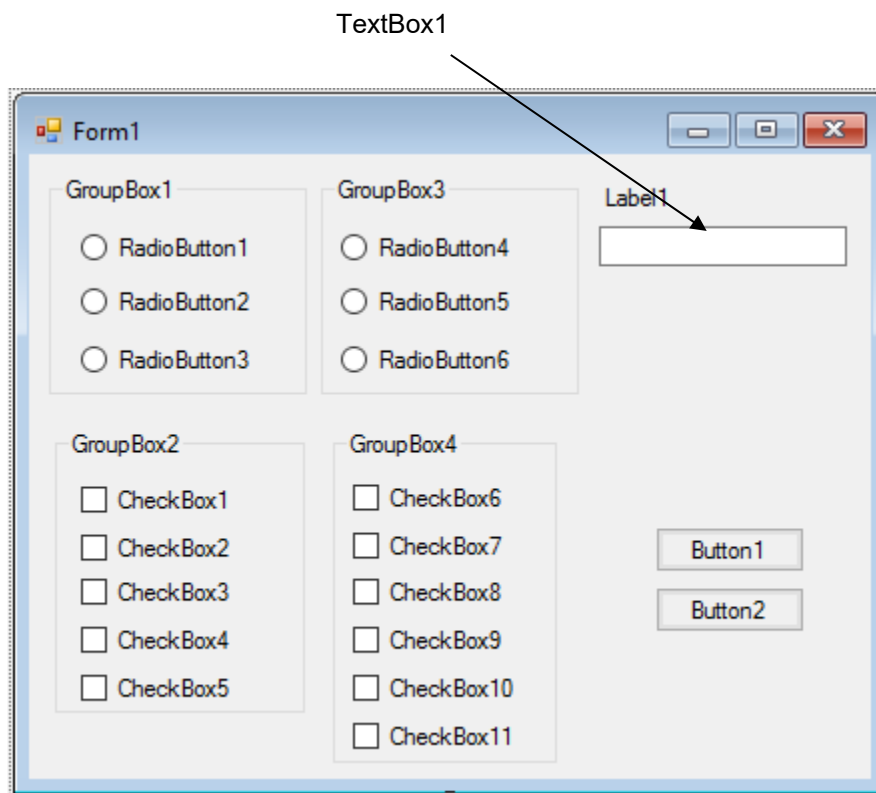 TextBox1
Form1
GroupBox1
RadioButton1
RadioButton2
RadioButton3
GroupBox3
RadioButton4
RadioButton5
RadioButton6
Label1
GroupBox2
CheckBox1
CheckBox2
CheckBox3
CheckBox4
CheckBox5
GroupBox4
CheckBox6
CheckBox7
CheckBox8
CheckBox9
CheckBox10
CheckBox11
Button1
Button2